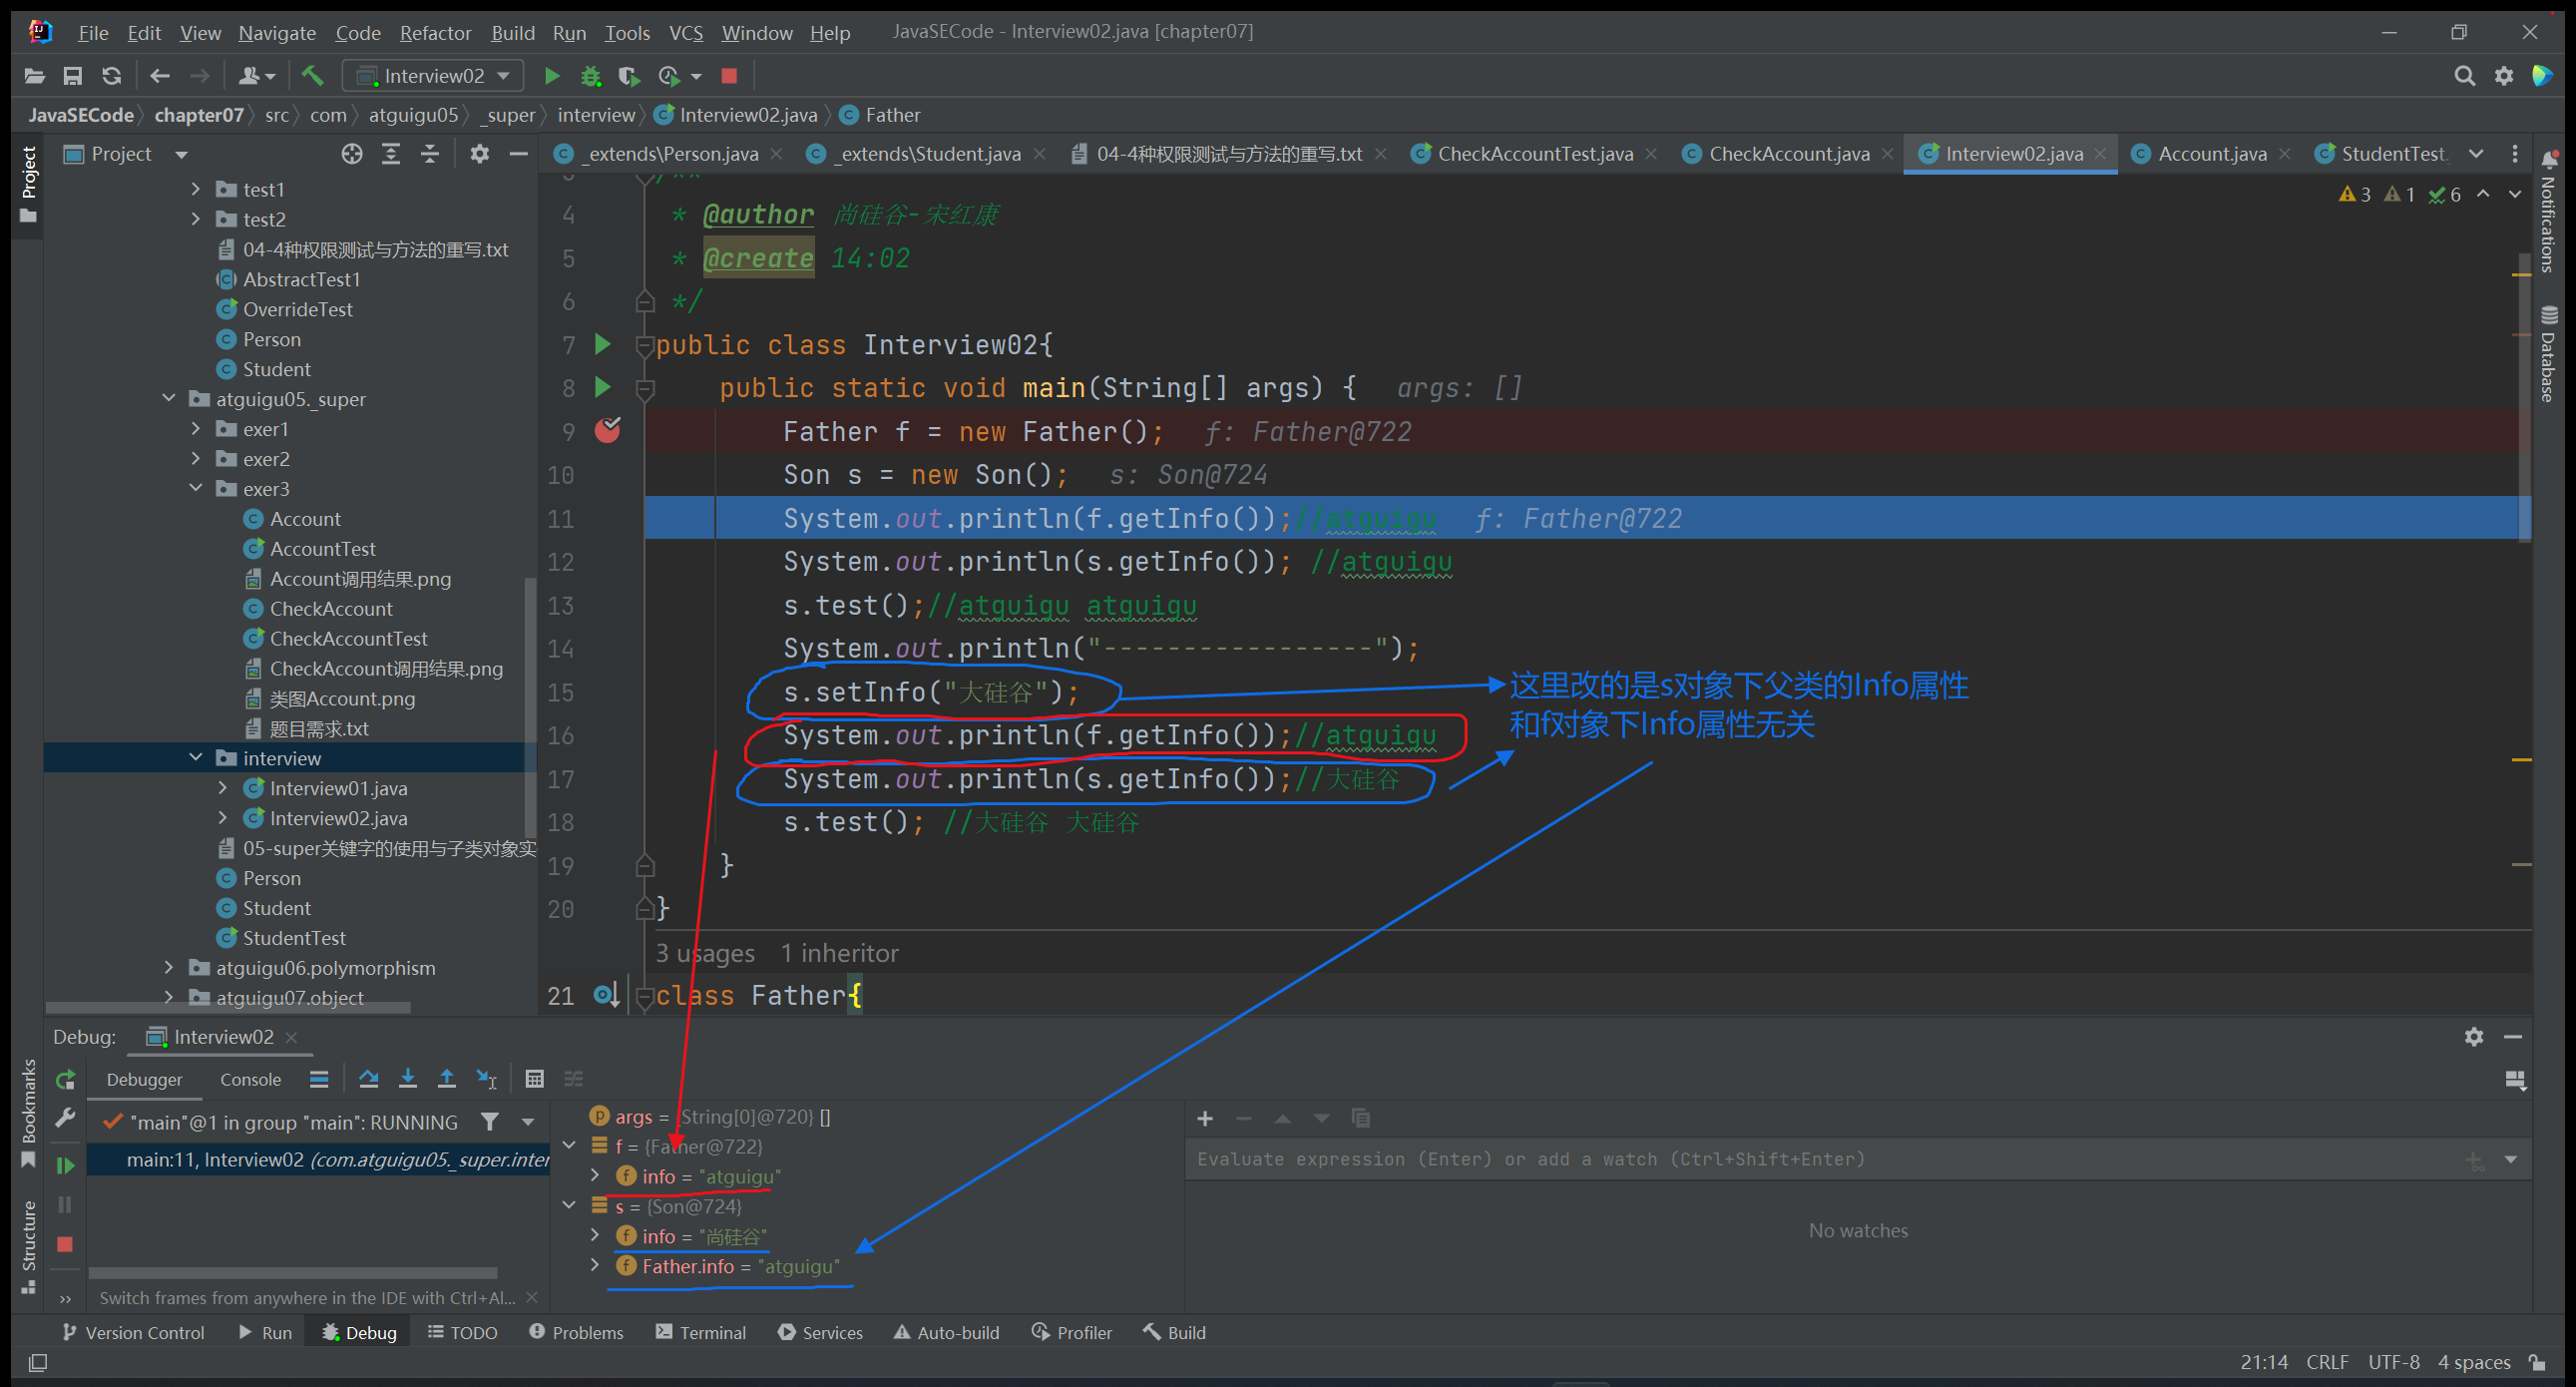 File Edit View Navigate Code Refactor Build Run Tools VCS Window Help JavaSECode - Interview02.java [chapter07]
Interview02
JavaSECode chapter07 src com atguigu05 _super interview Interview02.java Father
Project
Project
_extends\Person.java
_extends\Student.java
04-4种权限测试与方法的重写.txt
CheckAccountTest.java
CheckAccount.java
Interview02.java
Account.java
StudentTest.
Notifications
Database
test1
test2
04-4种权限测试与方法的重写.txt
AbstractTest1
OverrideTest
Person
Student
atguigu05._super
exer1
exer2
exer3
Account
AccountTest
Account调用结果.png
CheckAccount
CheckAccountTest
CheckAccount调用结果.png
类图Account.png
题目需求.txt
interview
Interview01.java
Interview02.java
05-super关键字的使用与子类对象实
Person
Student
StudentTest
atguigu06.polymorphism
atguigu07.object
3 1 6
/**
4 * @author 尚硅谷-宋红康
5 * @create 14:02
6 */
7 public class Interview02{
8 public static void main(String[] args) { args: []
9 Father f = new Father(); f: Father@722
10 Son s = new Son(); s: Son@724
11 System.out.println(f.getInfo());//atguigu f: Father@722
12 System.out.println(s.getInfo()); //atguigu
13 s.test();//atguigu atguigu
14 System.out.println("-----------------");
15 s.setInfo("大硅谷");
16 System.out.println(f.getInfo());//atguigu
17 System.out.println(s.getInfo());//大硅谷
18 s.test(); //大硅谷 大硅谷
19 }
20 }
3 usages 1 inheritor
21 class Father{
这里改的是s对象下父类的Info属性
和f对象下Info属性无关
Debug: Interview02
Debugger Console
"main"@1 in group "main": RUNNING
main:11, Interview02 (com.atguigu05._super.inter
Switch frames from anywhere in the IDE with Ctrl+Al...
args = {String[0]@720} []
f = {Father@722}
info = "atguigu"
s = {Son@724}
info = "尚硅谷"
Father.info = "atguigu"
Evaluate expression (Enter) or add a watch (Ctrl+Shift+Enter)
No watches
Bookmarks
Structure
Version Control Run Debug TODO Problems Terminal Services Auto-build Profiler Build
21:14 CRLF UTF-8 4 spaces